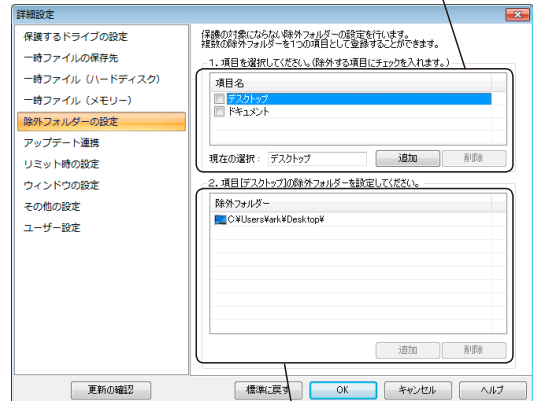 詳細設定
保護するドライブの設定
一時ファイルの保存先
一時ファイル（ハードディスク）
一時ファイル（メモリー）
除外フォルダーの設定
アップデート連携
リミット時の設定
ウィンドウの設定
その他の設定
ユーザー設定
保護の対象にならない除外フォルダーの設定を行います。
複数の除外フォルダーを1つの項目として登録することができます。
1. 項目を選択してください。（除外する項目にチェックを入れます。）
項目名
デスクトップ
ドキュメント
現在の選択： デスクトップ 追加 削除
2. 項目[デスクトップ]の除外フォルダーを設定してください。
除外フォルダー
C:¥Users¥ark¥Desktop¥
追加 削除
更新の確認 標準に戻す OK キャンセル ヘルプ